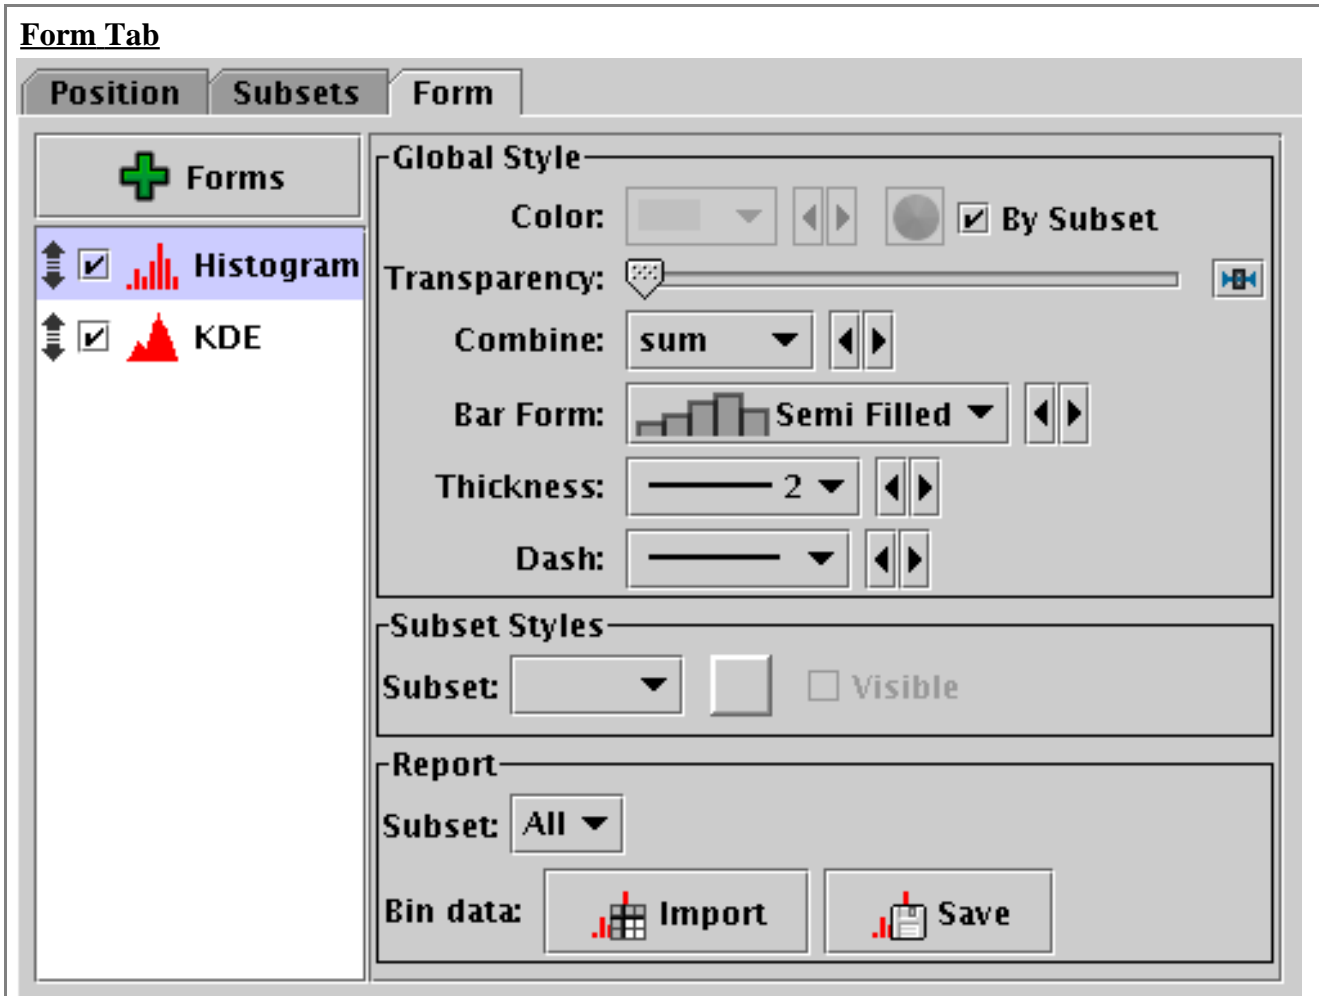 Form Tab
Position Subsets Form
Forms
Histogram
KDE
Global Style
Color: By Subset
Transparency:
Combine: sum
Bar Form: Semi Filled
Thickness: 2
Dash:
Subset Styles
Subset: Visible
Report
Subset: All
Bin data: Import Save